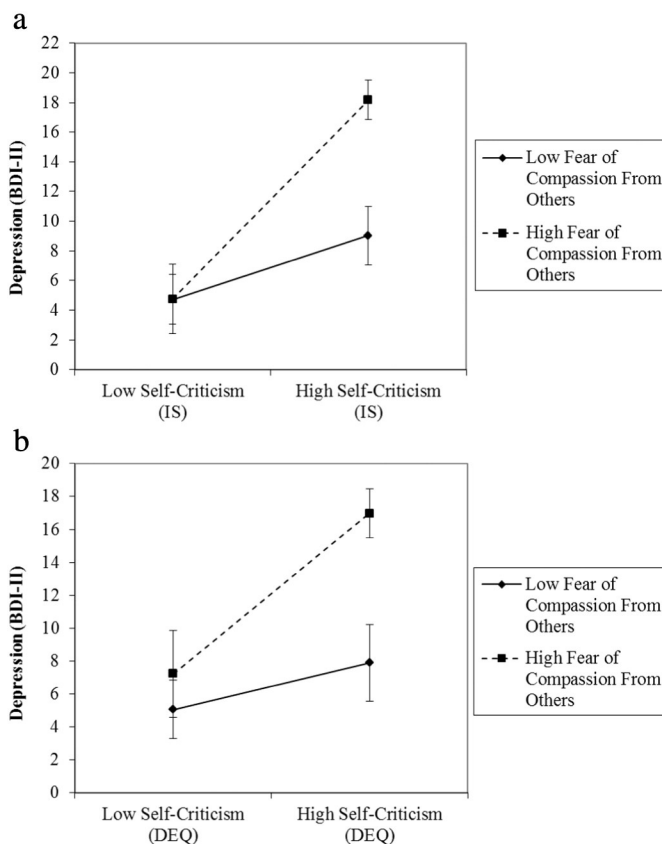 a
22
20
18
16
14
12
10
8
6
4
2
0
Depression (BDI-II)
Low Self-Criticism
(IS)
High Self-Criticism
(IS)
Low Fear of
Compassion From
Others
High Fear of
Compassion From
Others
b
20
18
16
14
12
10
8
6
4
2
0
Depression (BDI-II)
Low Self-Criticism
(DEQ)
High Self-Criticism
(DEQ)
Low Fear of
Compassion From
Others
High Fear of
Compassion From
Others